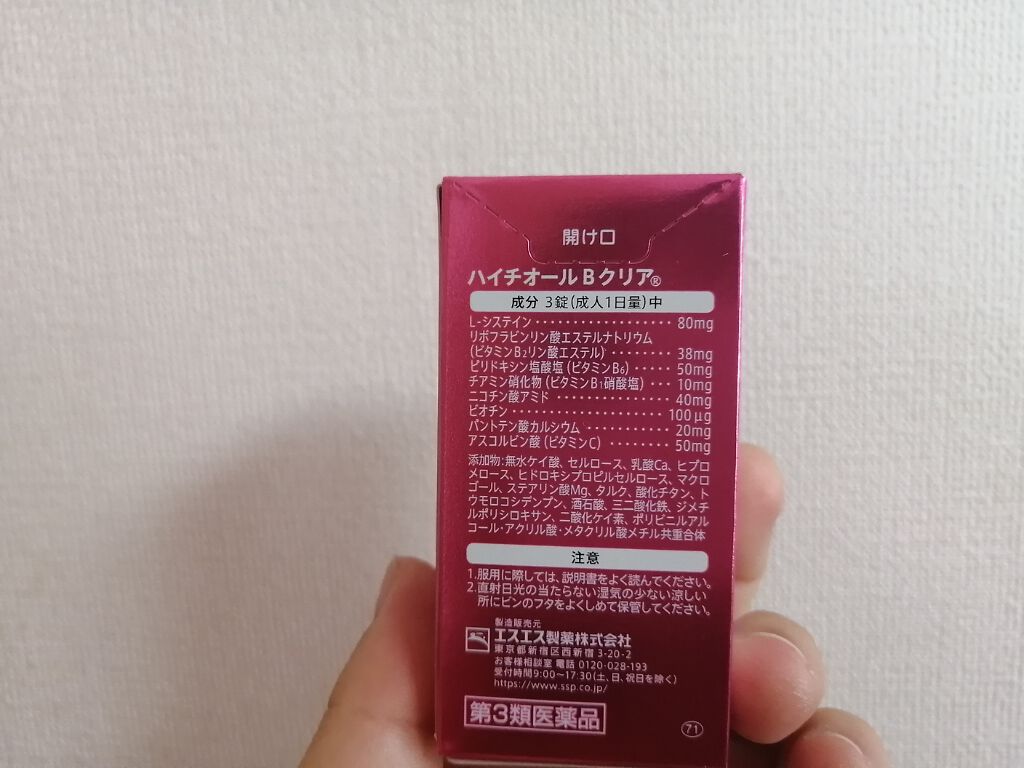 開け口
ハイチオールBクリア®
成分 3錠(成人1日量)中
L-システイン・・・・・・・・・・・・・・・・・・ 80mg
リボフラビンリン酸エステルナトリウム
(ビタミンB₂リン酸エステル) ・・・・・・・・ 38mg
ピリドキシン塩酸塩(ビタミンB₆)・・・・・ 50mg
チアミン硝化物(ビタミンB₁硝酸塩)・・・ 10mg
ニコチン酸アミド・・・・・・・・・・・・・・・ 40mg
ビオチン・・・・・・・・・・・・・・・・・・・・ 100μg
パントテン酸カルシウム・・・・・・・・・・・・ 20mg
アスコルビン酸(ビタミンC)・・・・・・・・ 50mg
添加物:無水ケイ酸、セルロース、乳酸Ca、ヒプロ
メロース、ヒドロキシプロピルセルロース、マクロ
ゴール、ステアリン酸Mg、タルク、酸化チタン、ト
ウモロコシデンプン、酒石酸、三二酸化鉄、ジメチ
ルポリシロキサン、二酸化ケイ素、ポリビニルアル
コール・アクリル酸・メタクリル酸メチル共重合体
注意
1.服用に際しては、説明書をよく読んでください。
2.直射日光の当たらない湿気の少ない涼しい
所にビンのフタをよくしめて保管してください。
製造販売元
エスエス製薬株式会社
東京都新宿区西新宿3-20-2
お客様相談室 電話 0120-028-193
受付時間9:00〜17:30(土、日、祝日を除く)
https://www.ssp.co.jp/
第3類医薬品
71